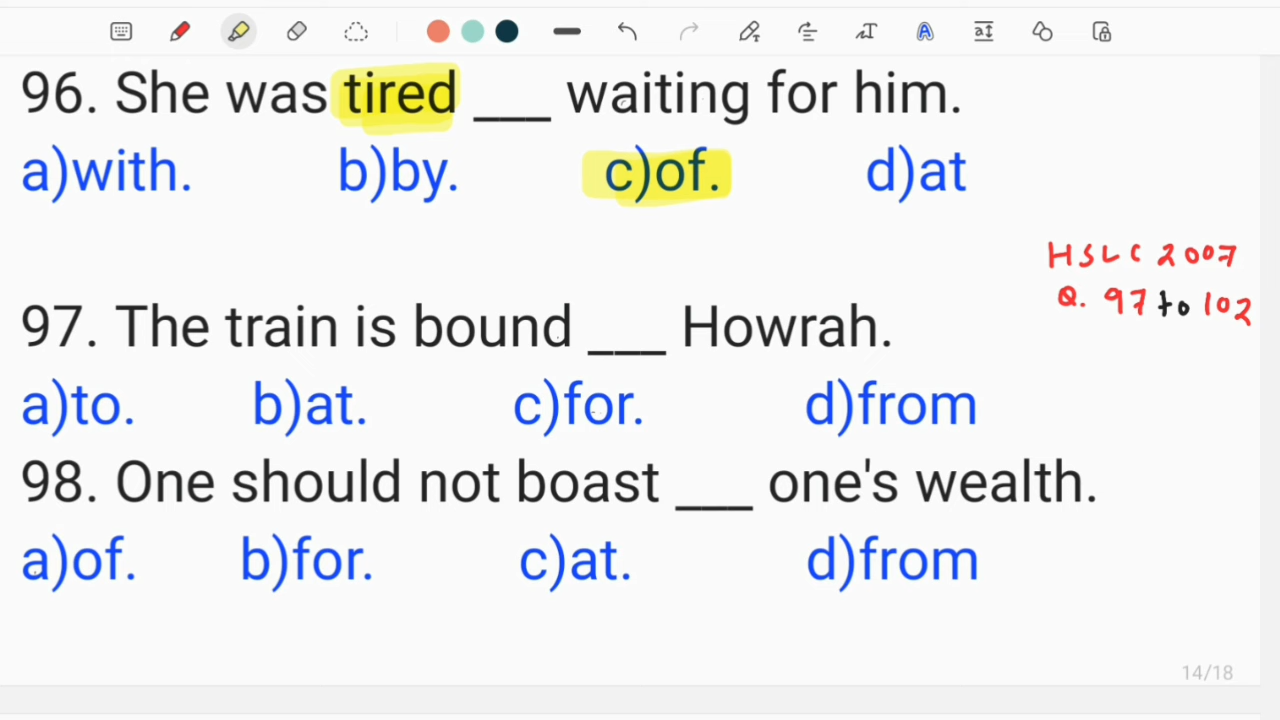 96. She was tired ___ waiting for him.
a)with. b)by. c)of. d)at
HSLC 2007
Q. 97 to 102
97. The train is bound ___ Howrah.
a)to. b)at. c)for. d)from
98. One should not boast ___ one's wealth.
a)of. b)for. c)at. d)from
14/18